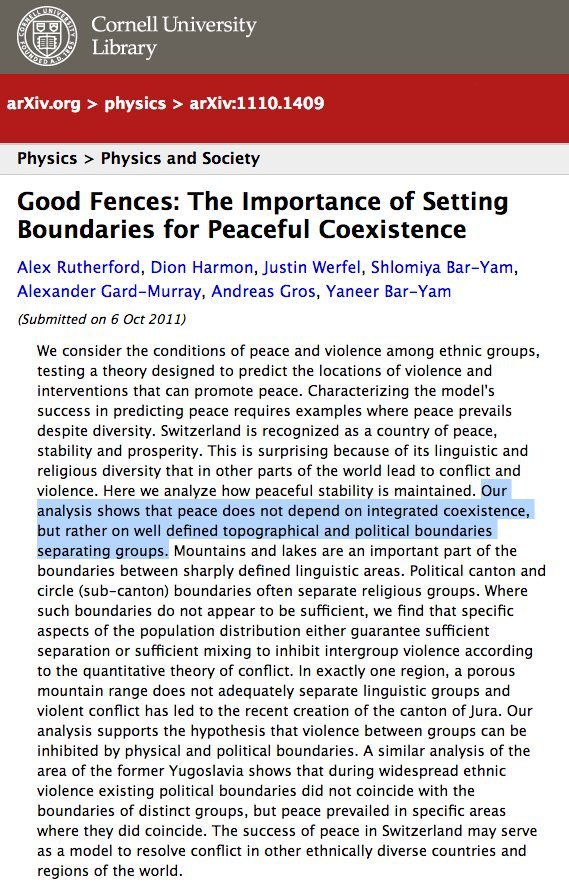 Cornell University
Library
arXiv.org > physics > arXiv:1110.1409
Physics > Physics and Society
Good Fences: The Importance of Setting
Boundaries for Peaceful Coexistence
Alex Rutherford, Dion Harmon, Justin Werfel, Shlomiya Bar-Yam,
Alexander Gard-Murray, Andreas Gros, Yaneer Bar-Yam
(Submitted on 6 Oct 2011)
We consider the conditions of peace and violence among ethnic groups,
testing a theory designed to predict the locations of violence and
interventions that can promote peace. Characterizing the model's
success in predicting peace requires examples where peace prevails
despite diversity. Switzerland is recognized as a country of peace,
stability and prosperity. This is surprising because of its linguistic and
religious diversity that in other parts of the world lead to conflict and
violence. Here we analyze how peaceful stability is maintained. Our
analysis shows that peace does not depend on integrated coexistence,
but rather on well defined topographical and political boundaries
separating groups. Mountains and lakes are an important part of the
boundaries between sharply defined linguistic areas. Political canton and
circle (sub-canton) boundaries often separate religious groups. Where
such boundaries do not appear to be sufficient, we find that specific
aspects of the population distribution either guarantee sufficient
separation or sufficient mixing to inhibit intergroup violence according
to the quantitative theory of conflict. In exactly one region, a porous
mountain range does not adequately separate linguistic groups and
violent conflict has led to the recent creation of the canton of Jura. Our
analysis supports the hypothesis that violence between groups can be
inhibited by physical and political boundaries. A similar analysis of the
area of the former Yugoslavia shows that during widespread ethnic
violence existing political boundaries did not coincide with the
boundaries of distinct groups, but peace prevailed in specific areas
where they did coincide. The success of peace in Switzerland may serve
as a model to resolve conflict in other ethnically diverse countries and
regions of the world.